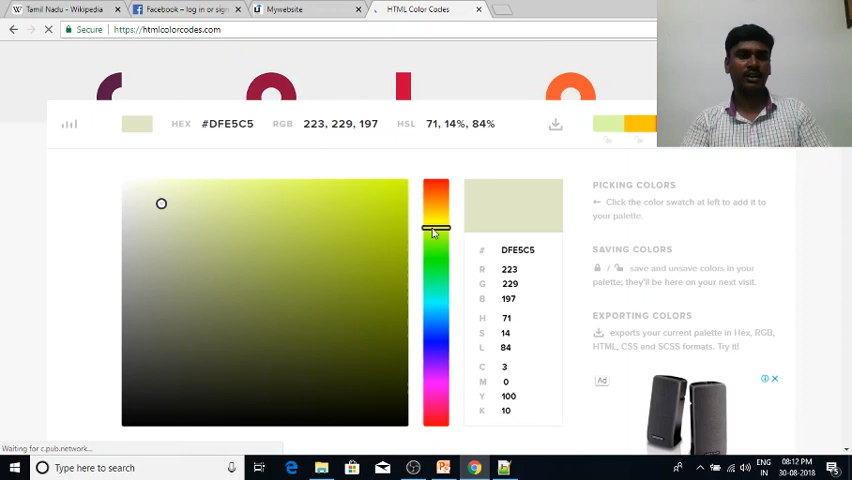 W Tamil Nadu - Wikipedia
Facebook – log in or sign
Mywebsite
HTML Color Codes
Secure
https://htmlcolorcodes.com
HEX #DFE5C5 RGB 223, 229, 197 HSL 71, 14%, 84%
# DFE5C5
R 223
G 229
B 197
H 71
S 14
L 84
C 3
M 0
Y 100
K 10
PICKING COLORS
← Click the color swatch at left to add it to
your palette.
SAVING COLORS
/ save and unsave colors in your
palette; they'll be here on your next visit.
EXPORTING COLORS
exports your current palette in Hex, RGB,
HTML, CSS and SCSS formats. Try it!
Ad
Waiting for c.pub.network...
Type here to search
ENG
IN
08:12 PM
30-08-2018
5